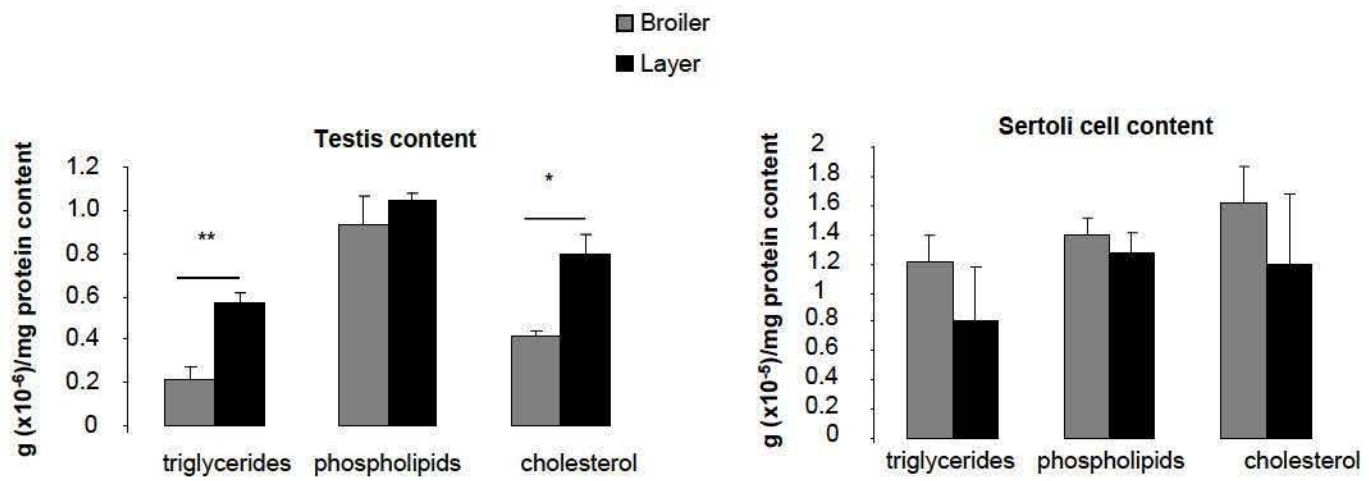 Broiler
Layer
Testis content
g (x10⁻⁶)/mg protein content
1.2
1.0
0.8
0.6
0.4
0.2
0
**
*
triglycerides phospholipids cholesterol
Sertoli cell content
g (x10⁻⁵)/mg protein content
2
1.8
1.6
1.4
1.2
1
0.8
0.6
0.4
0.2
0
triglycerides phospholipids cholesterol